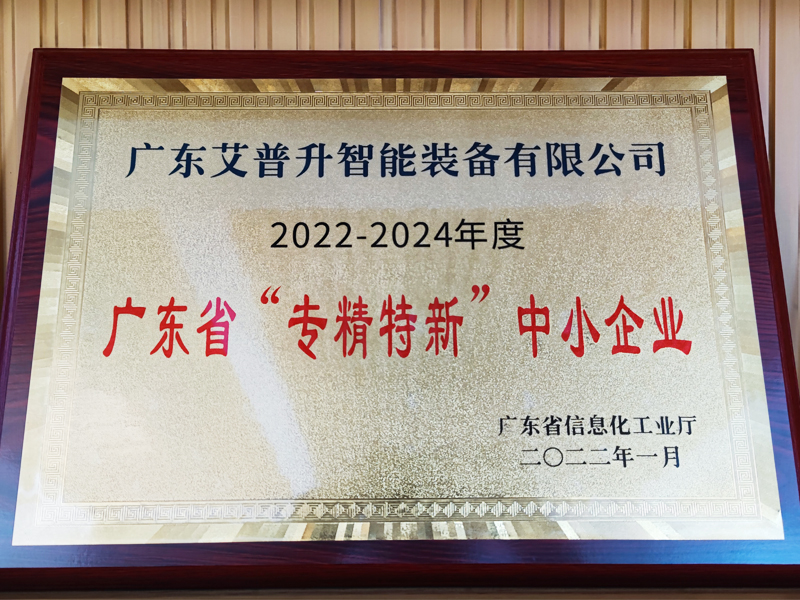 广东艾普升智能装备有限公司
2022-2024年度
广东省“专精特新”中小企业
广东省信息化工业厅
二〇二二年一月